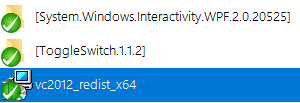 [System.Windows.Interactivity.WPF.2.0.20525]
[ToggleSwitch.1.1.2]
vc2012_redist_x64